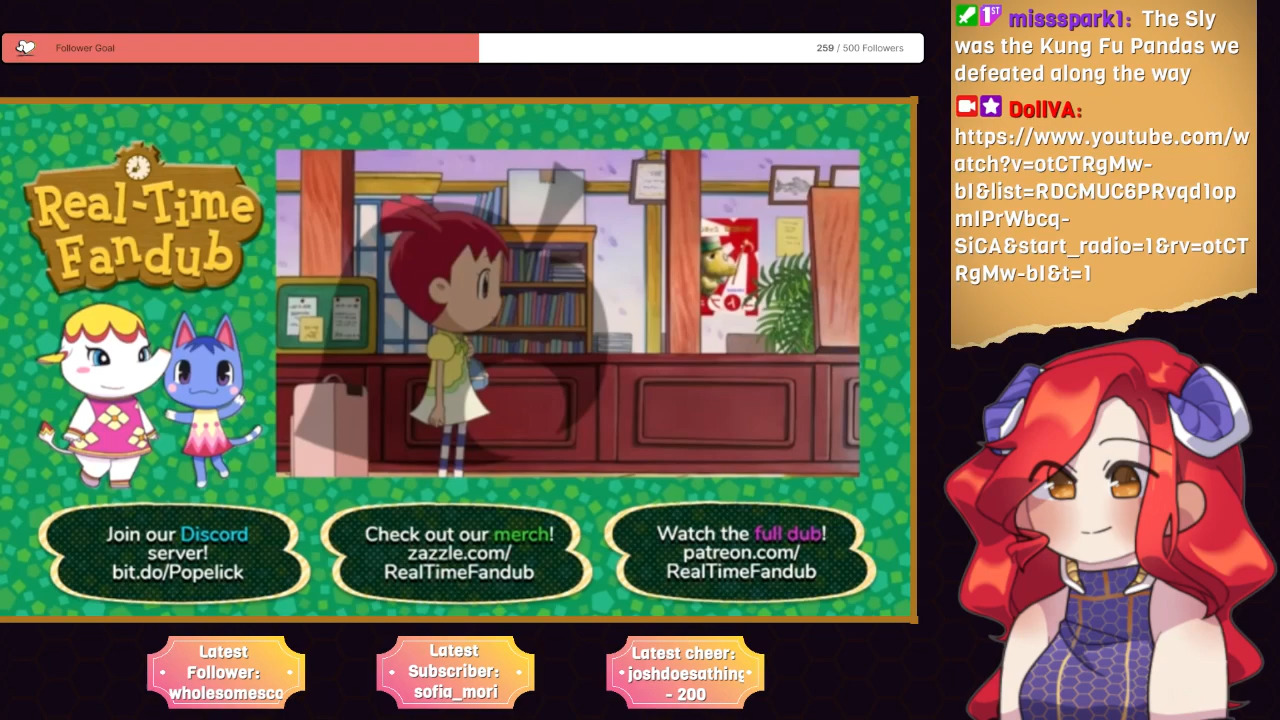 Follower Goal
259 / 500 Followers
Real-Time
Fandub
Join our Discord
server!
bit.do/Popelick
Check out our merch!
zazzle.com/
RealTimeFandub
Watch the full dub!
patreon.com/
RealTimeFandub
Latest
Follower:
wholesomesco
Latest
Subscriber:
sofia_mori
Latest cheer:
joshdoesathing
- 200
1ST missspark1: The Sly
was the Kung Fu Pandas we
defeated along the way
DollVA:
https://www.youtube.com/w
atch?v=otCTRgMw-
bI&list=RDCMUC6PRvqd1op
mIPrWbcq-
SiCA&start_radio=1&rv=otCT
RgMw-bI&t=1